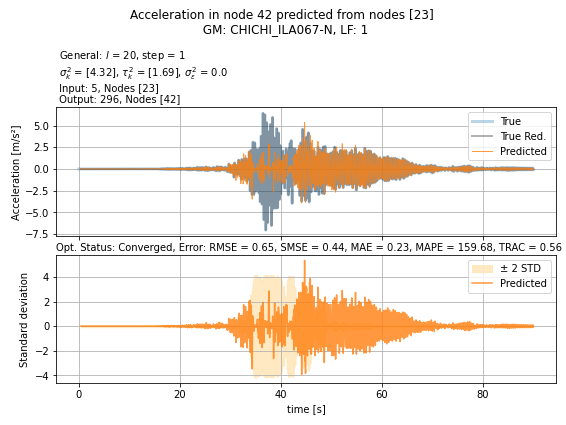 Acceleration in node 42 predicted from nodes [23]
GM: CHICHI_ILA067-N, LF: 1
General: l = 20, step = 1
σ²ₖ = [4.32], τ²ₖ = [1.69], σ²ε = 0.0
Input: 5, Nodes [23]
Output: 296, Nodes [42]
Acceleration [m/s²]
5.0
2.5
0.0
−2.5
−5.0
−7.5
True
True Red.
Predicted
Opt. Status: Converged, Error: RMSE = 0.65, SMSE = 0.44, MAE = 0.23, MAPE = 159.68, TRAC = 0.56
Standard deviation
4
2
0
−2
−4
± 2 STD
Predicted
0 20 40 60 80
time [s]